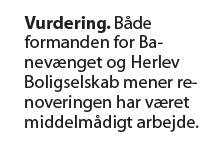 Vurdering. Både
formanden for Ba-
nevænget og Herlev
Boligselskab mener re-
noveringen har været
middelmådigt arbejde.